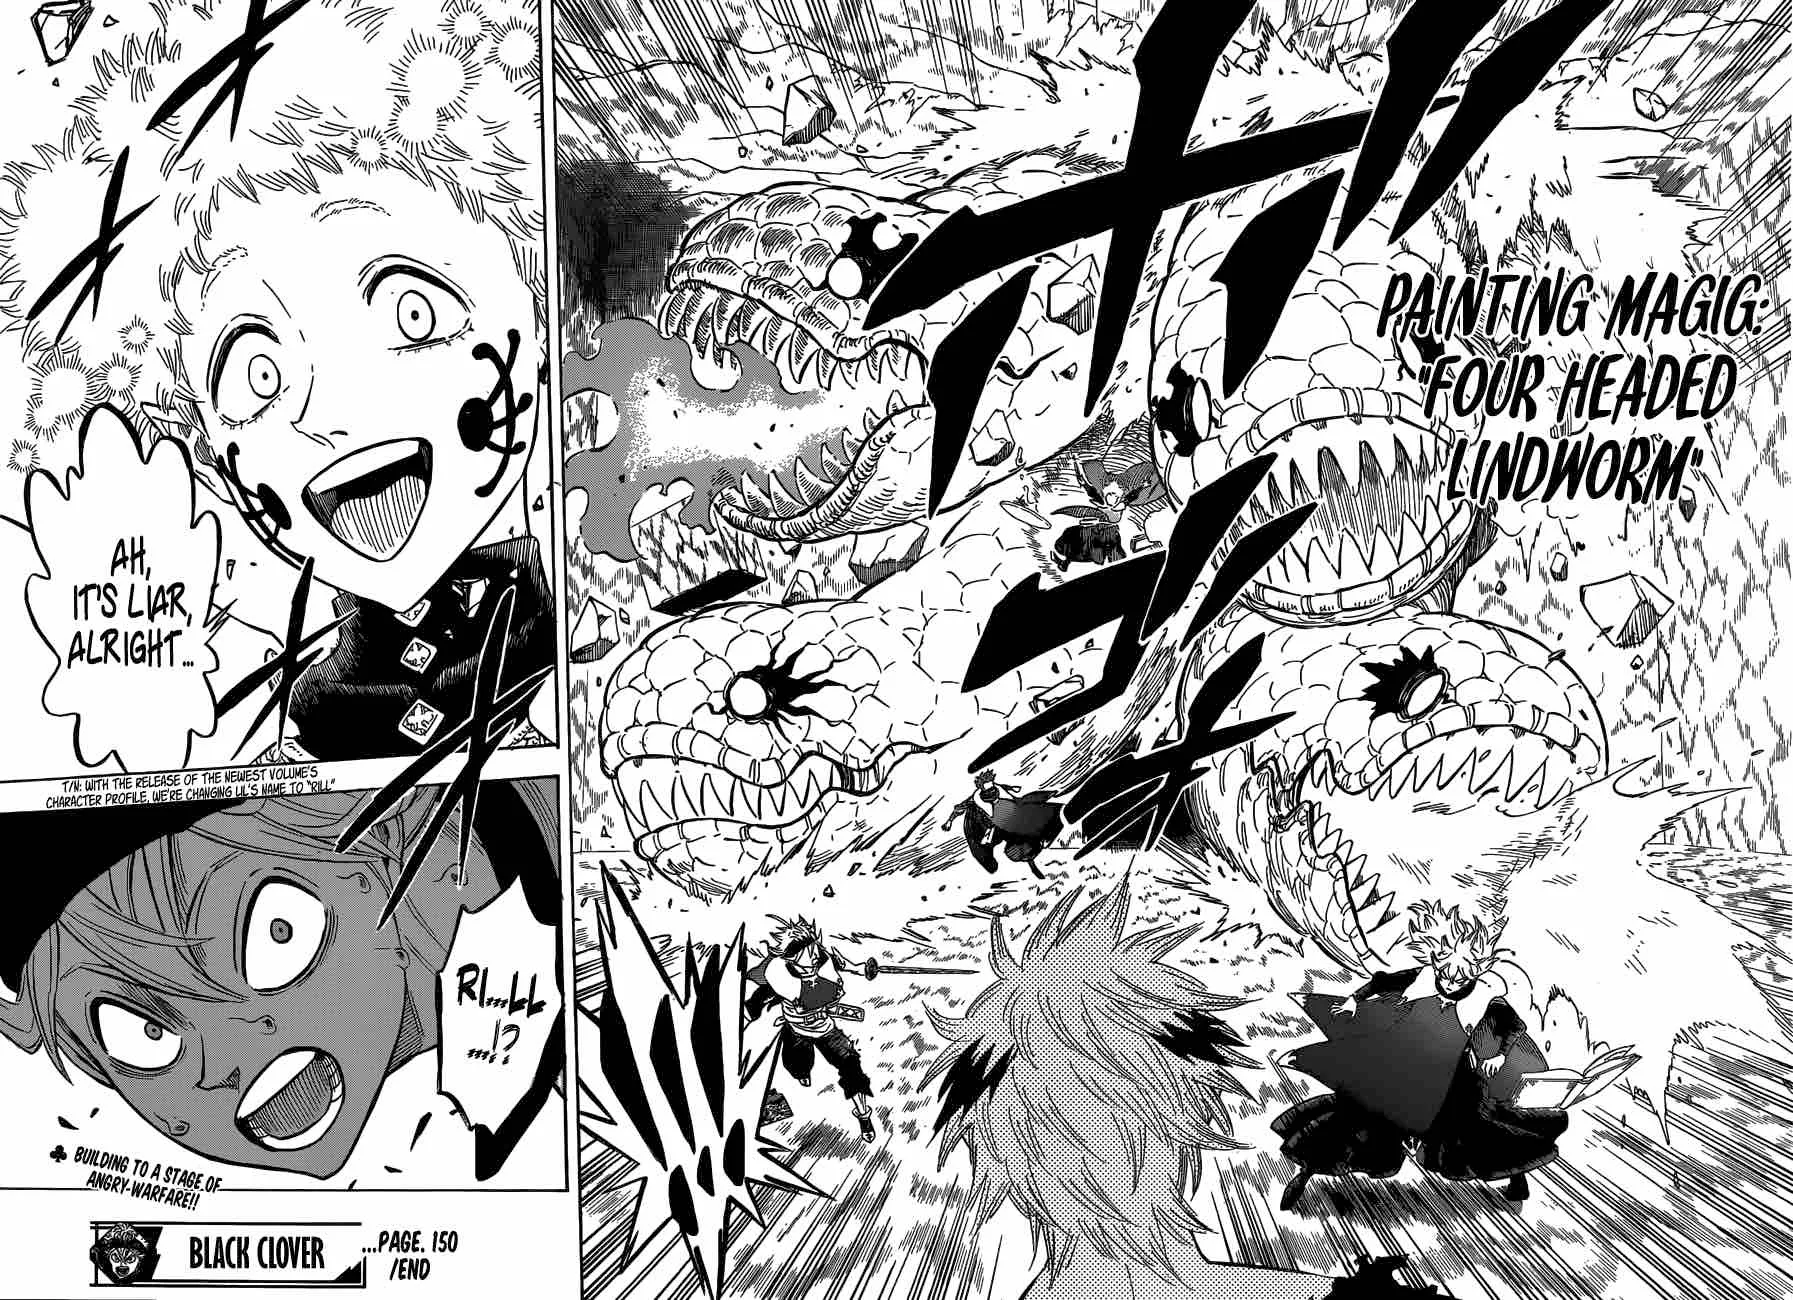 PAINTING MAGIG:
"FOUR HEADED
LINDWORM"
AH,
IT'S LIAR,
ALRIGHT...
T/N: WITH THE RELEASE OF THE NEWEST VOLUME'S
CHARACTER PROFILE, WE'RE CHANGING LIL'S NAME TO "RILL"
RI...LL
...!?
!!!
♣ BUILDING TO A STAGE OF
ANGRY-WARFARE!!
BLACK CLOVER
...PAGE. 150
/END